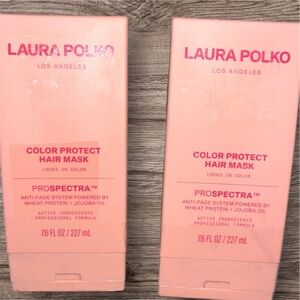 LAURA POLKO
LOS ANGELES
COLOR PROTECT
HAIR MASK
LOCKS IN COLOR
PROSPECTRA™
ANTI-FADE SYSTEM POWERED BY
WHEAT PROTEIN + JOJOBA OIL
ACTIVE INGREDIENTS
PROFESSIONAL FORMULA
7.6 FL OZ / 227 mL
LAURA POLKO
LOS ANGELES
COLOR PROTECT
HAIR MASK
LOCKS IN COLOR
PROSPECTRA™
ANTI-FADE SYSTEM POWERED BY
WHEAT PROTEIN + JOJOBA OIL
ACTIVE INGREDIENTS
PROFESSIONAL FORMULA
7.6 FL OZ / 227 mL